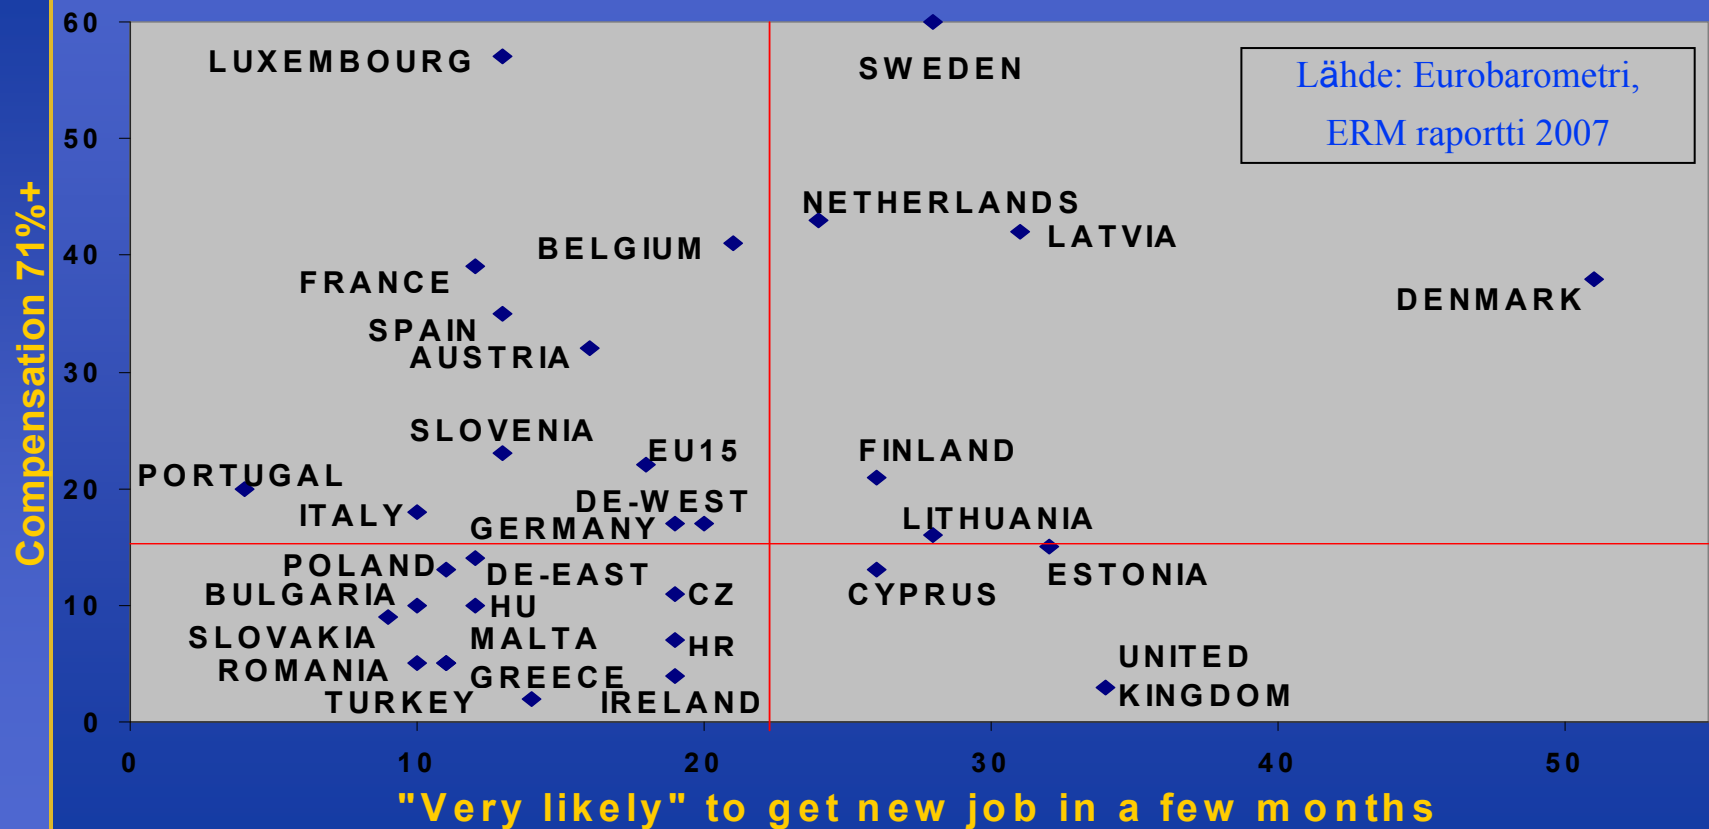 60
LUXEMBOURG
SWEDEN
Lähde: Eurobarometri,
ERM raportti 2007
50
NETHERLANDS
LATVIA
BELGIUM
40
FRANCE
DENMARK
SPAIN
AUSTRIA
30
SLOVENIA
EU15
FINLAND
PORTUGAL
20
DE-WEST
ITALY
GERMANY
LITHUANIA
POLAND
DE-EAST
ESTONIA
BULGARIA
CZ
CYPRUS
10
HU
SLOVAKIA
MALTA
HR
ROMANIA
GREECE
UNITED
KINGDOM
TURKEY
IRELAND
0
0 10 20 30 40 50
"Very likely" to get new job in a few months
Compensation 71%+